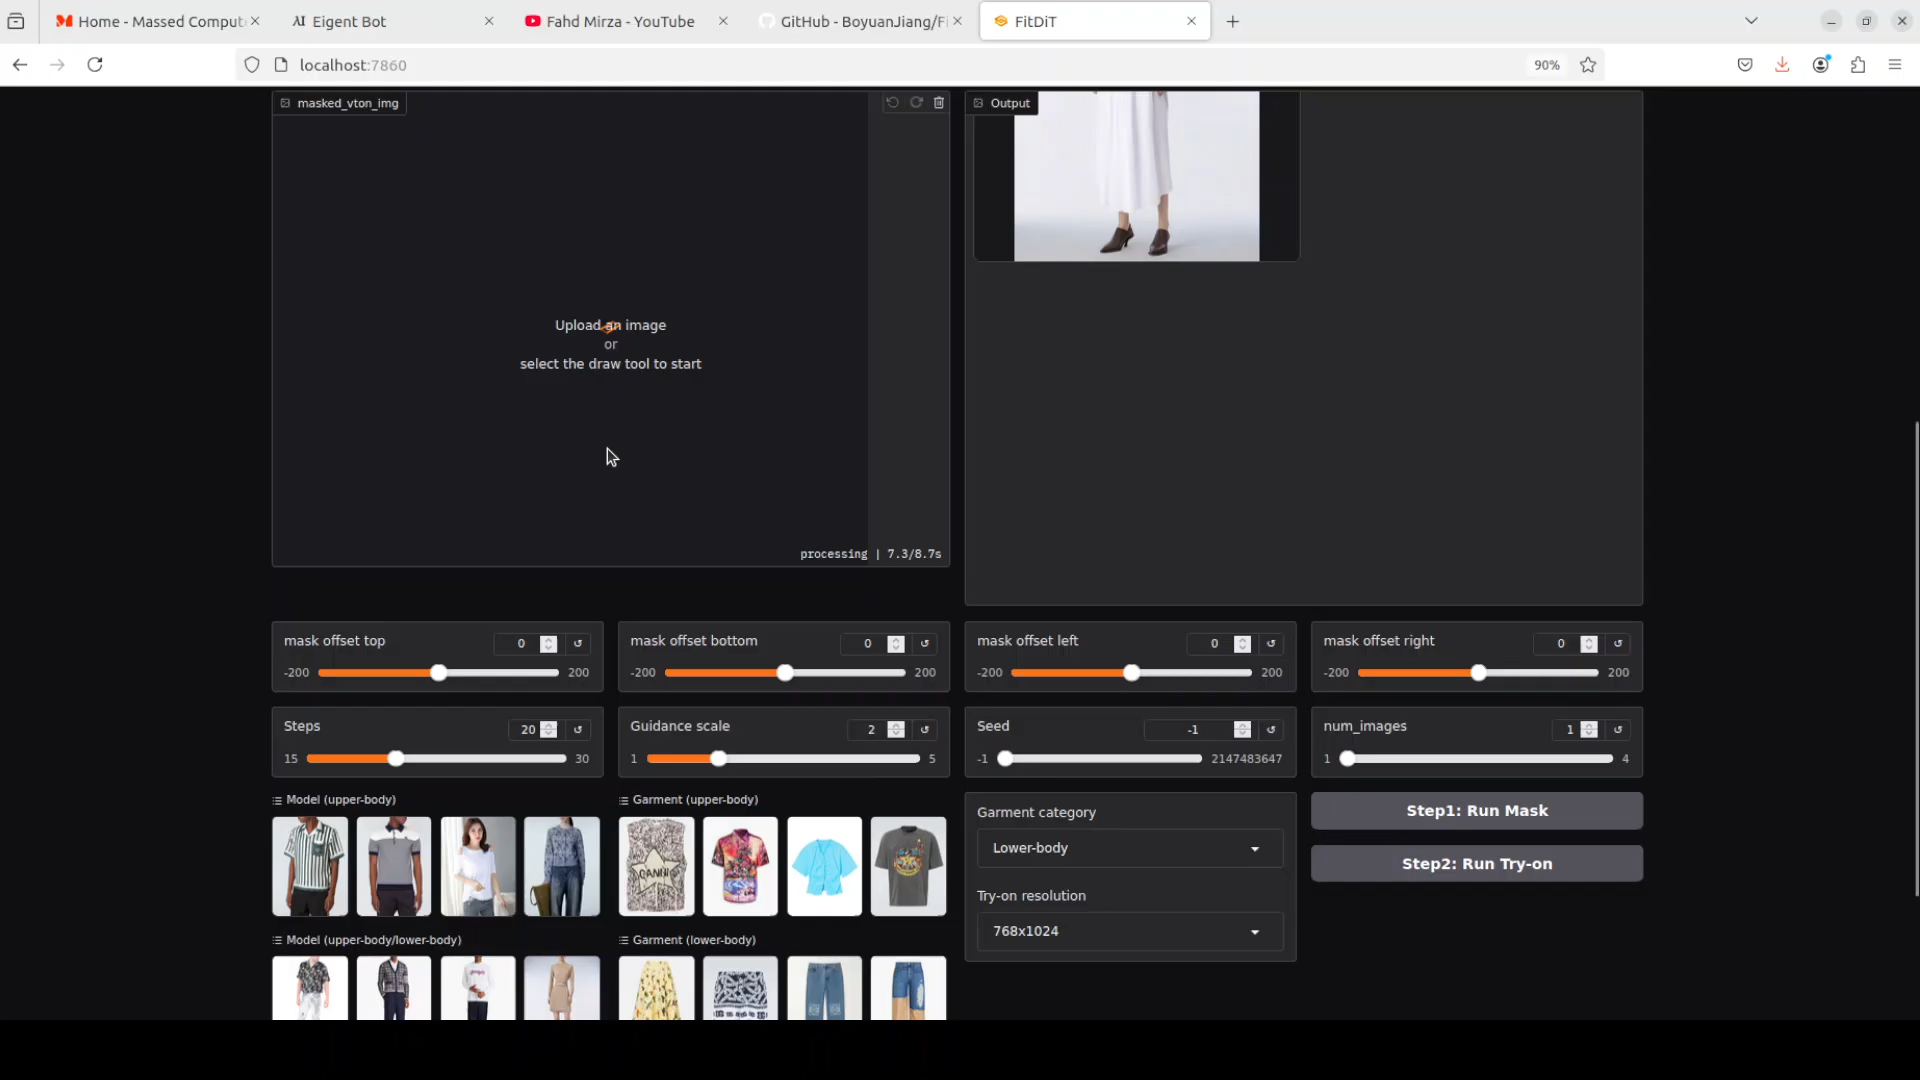 Home - Massed Comput
Eigent Bot
Fahd Mirza - YouTube
GitHub - BoyuanJiang/Fi
FitDiT
localhost:7860
90%
masked_vton_img
Output
Upload an image
or
select the draw tool to start
processing | 7.3/8.7s
mask offset top
0
-200
200
mask offset bottom
0
-200
200
mask offset left
0
-200
200
mask offset right
0
-200
200
Steps
20
15
30
Guidance scale
2
1
5
Seed
-1
-1
2147483647
num_images
1
1
4
Model (upper-body)
Garment (upper-body)
Garment category
Lower-body
Step1: Run Mask
Step2: Run Try-on
Try-on resolution
768x1024
Model (upper-body/lower-body)
Garment (lower-body)